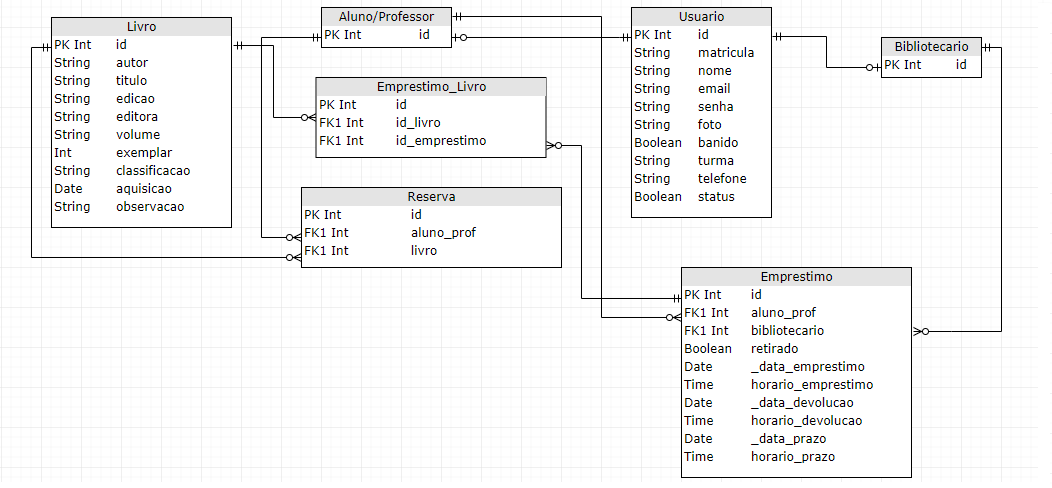 Livro
PK Int id
String autor
String titulo
String edicao
String editora
String volume
Int exemplar
String classificacao
Date aquisicao
String observacao
Aluno/Professor
PK Int id
Emprestimo_Livro
PK Int id
FK1 Int id_livro
FK1 Int id_emprestimo
Reserva
PK Int id
FK1 Int aluno_prof
FK1 Int livro
Usuario
PK Int id
String matricula
String nome
String email
String senha
String foto
Boolean banido
String turma
String telefone
Boolean status
Bibliotecario
PK Int id
Emprestimo
PK Int id
FK1 Int aluno_prof
FK1 Int bibliotecario
Boolean retirado
Date _data_emprestimo
Time horario_emprestimo
Date _data_devolucao
Time horario_devolucao
Date _data_prazo
Time horario_prazo